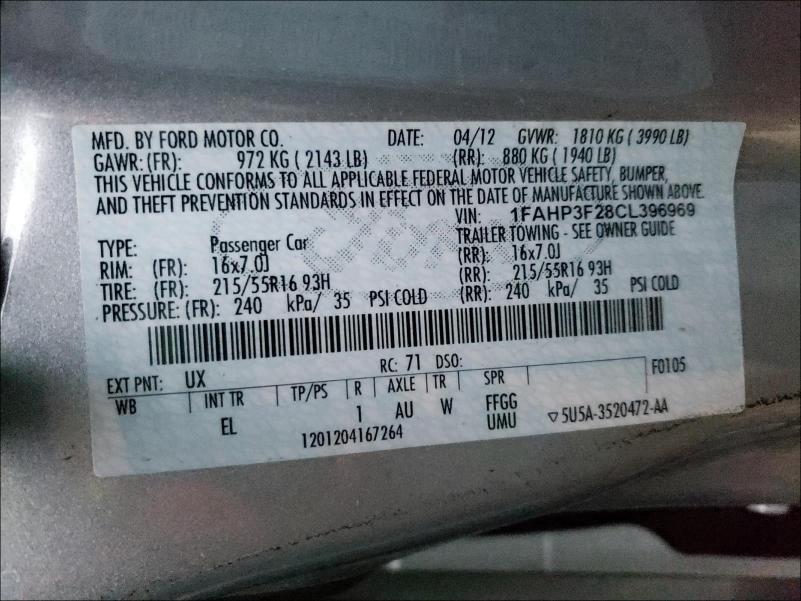 MFD. BY FORD MOTOR CO. DATE: 04/12 GVWR: 1810 KG ( 3990 LB)
GAWR: (FR): 972 KG ( 2143 LB) (RR): 880 KG ( 1940 LB)
THIS VEHICLE CONFORMS TO ALL APPLICABLE FEDERAL MOTOR VEHICLE SAFETY, BUMPER,
AND THEFT PREVENTION STANDARDS IN EFFECT ON THE DATE OF MANUFACTURE SHOWN ABOVE.
VIN: 1FAHP3F28CL396969
TYPE: Passenger Car TRAILER TOWING - SEE OWNER GUIDE
RIM: (FR): 16x7.0J (RR): 16x7.0J
TIRE: (FR): 215/55R16 93H (RR): 215/55R16 93H
PRESSURE: (FR): 240 kPa/ 35 PSI COLD (RR): 240 kPa/ 35 PSI COLD
EXT PNT: UX RC: 71 DSO: F0105
WB INT TR TP/PS R AXLE TR SPR
EL 1 AU W FFGG
1201204167264 UMU ▽5U5A-3520472-AA